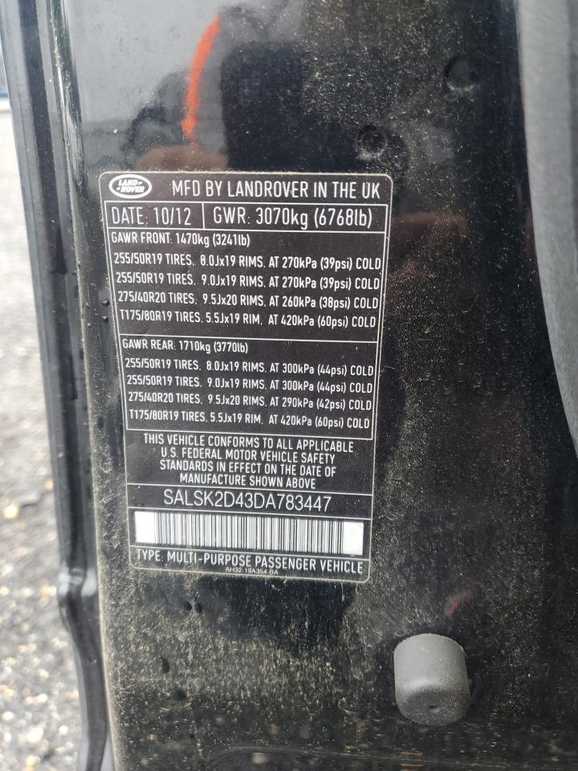 LAND-
-ROVER
MFD BY LANDROVER IN THE UK
DATE: 10/12 GWR: 3070kg (6768lb)
GAWR FRONT: 1470kg (3241lb)
255/50R19 TIRES. 8.0Jx19 RIMS. AT 270kPa (39psi) COLD
255/50R19 TIRES. 9.0Jx19 RIMS. AT 270kPa (39psi) COLD
275/40R20 TIRES. 9.5Jx20 RIMS. AT 260kPa (38psi) COLD
T175/80R19 TIRES. 5.5Jx19 RIM. AT 420kPa (60psi) COLD
GAWR REAR: 1710kg (3770lb)
255/50R19 TIRES. 8.0Jx19 RIMS. AT 300kPa (44psi) COLD
255/50R19 TIRES. 9.0Jx19 RIMS. AT 300kPa (44psi) COLD
275/40R20 TIRES. 9.5Jx20 RIMS. AT 290kPa (42psi) COLD
T175/80R19 TIRES. 5.5Jx19 RIM. AT 420kPa (60psi) COLD
THIS VEHICLE CONFORMS TO ALL APPLICABLE
U.S. FEDERAL MOTOR VEHICLE SAFETY
STANDARDS IN EFFECT ON THE DATE OF
MANUFACTURE SHOWN ABOVE
SALSK2D43DA783447
TYPE: MULTI-PURPOSE PASSENGER VEHICLE